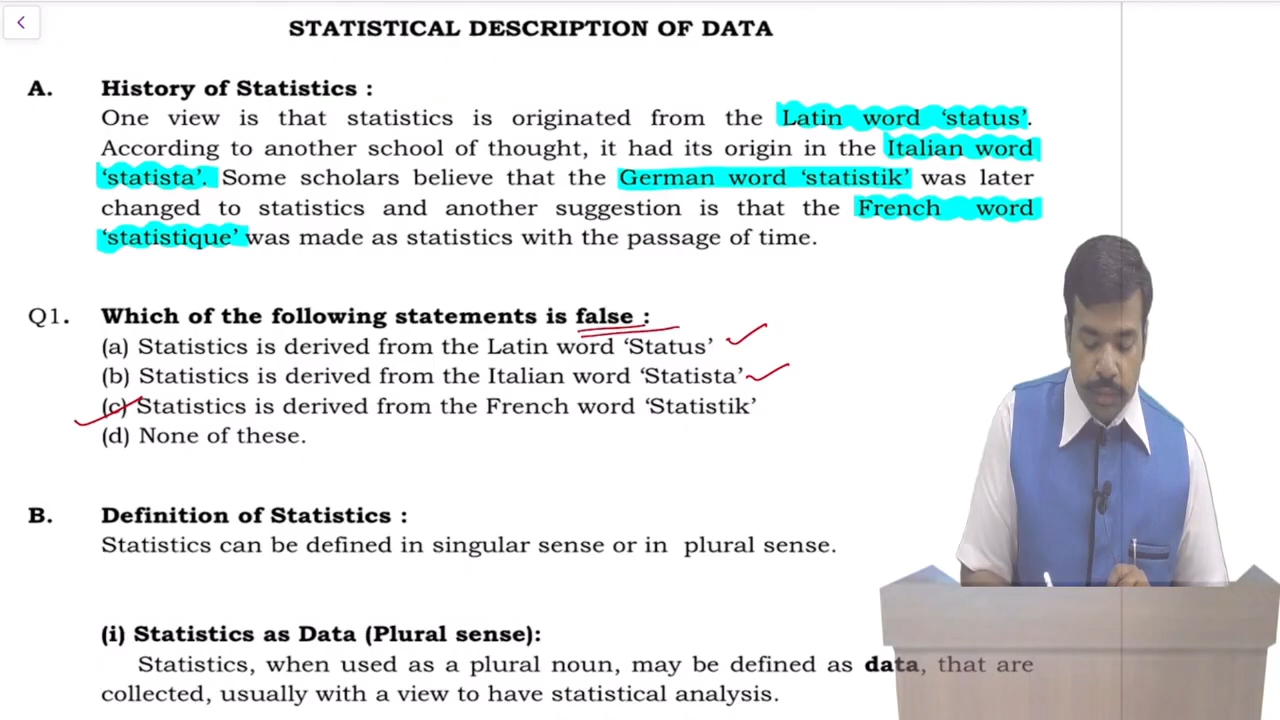 STATISTICAL DESCRIPTION OF DATA
A. History of Statistics :
One view is that statistics is originated from the Latin word ‘status’.
According to another school of thought, it had its origin in the Italian word
‘statista’. Some scholars believe that the German word ‘statistik’ was later
changed to statistics and another suggestion is that the French word
‘statistique’ was made as statistics with the passage of time.
Q1. Which of the following statements is false :
(a) Statistics is derived from the Latin word ‘Status’
(b) Statistics is derived from the Italian word ‘Statista’
(c) Statistics is derived from the French word ‘Statistik’
(d) None of these.
B. Definition of Statistics :
Statistics can be defined in singular sense or in plural sense.
(i) Statistics as Data (Plural sense):
Statistics, when used as a plural noun, may be defined as data, that are
collected, usually with a view to have statistical analysis.